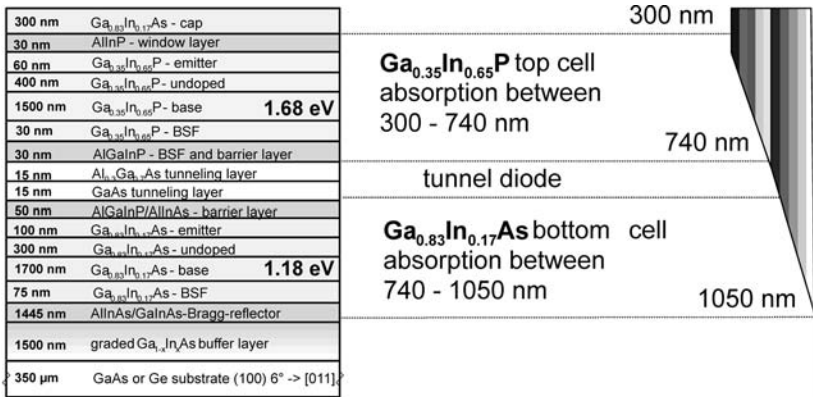 300 nm Ga0.83In0.17As - cap
30 nm AlInP - window layer
60 nm Ga0.35In0.65P - emitter
400 nm Ga0.35In0.65P - undoped
1500 nm Ga0.35In0.65P - base 1.68 eV
30 nm Ga0.35In0.65P - BSF
30 nm AlGaInP - BSF and barrier layer
15 nm Al0.3Ga0.7As tunneling layer
15 nm GaAs tunneling layer
50 nm AlGaInP/AlInAs - barrier layer
100 nm Ga0.83In0.17As - emitter
300 nm Ga0.83In0.17As - undoped
1700 nm Ga0.83In0.17As - base 1.18 eV
75 nm Ga0.83In0.17As - BSF
1445 nm AlInAs/GaInAs-Bragg-reflector
1500 nm graded Ga1-xInxAs buffer layer
350 µm GaAs or Ge substrate (100) 6° -> [011]
300 nm
Ga0.35In0.65P top cell
absorption between
300 - 740 nm
740 nm
tunnel diode
Ga0.83In0.17As bottom cell
absorption between
740 - 1050 nm
1050 nm